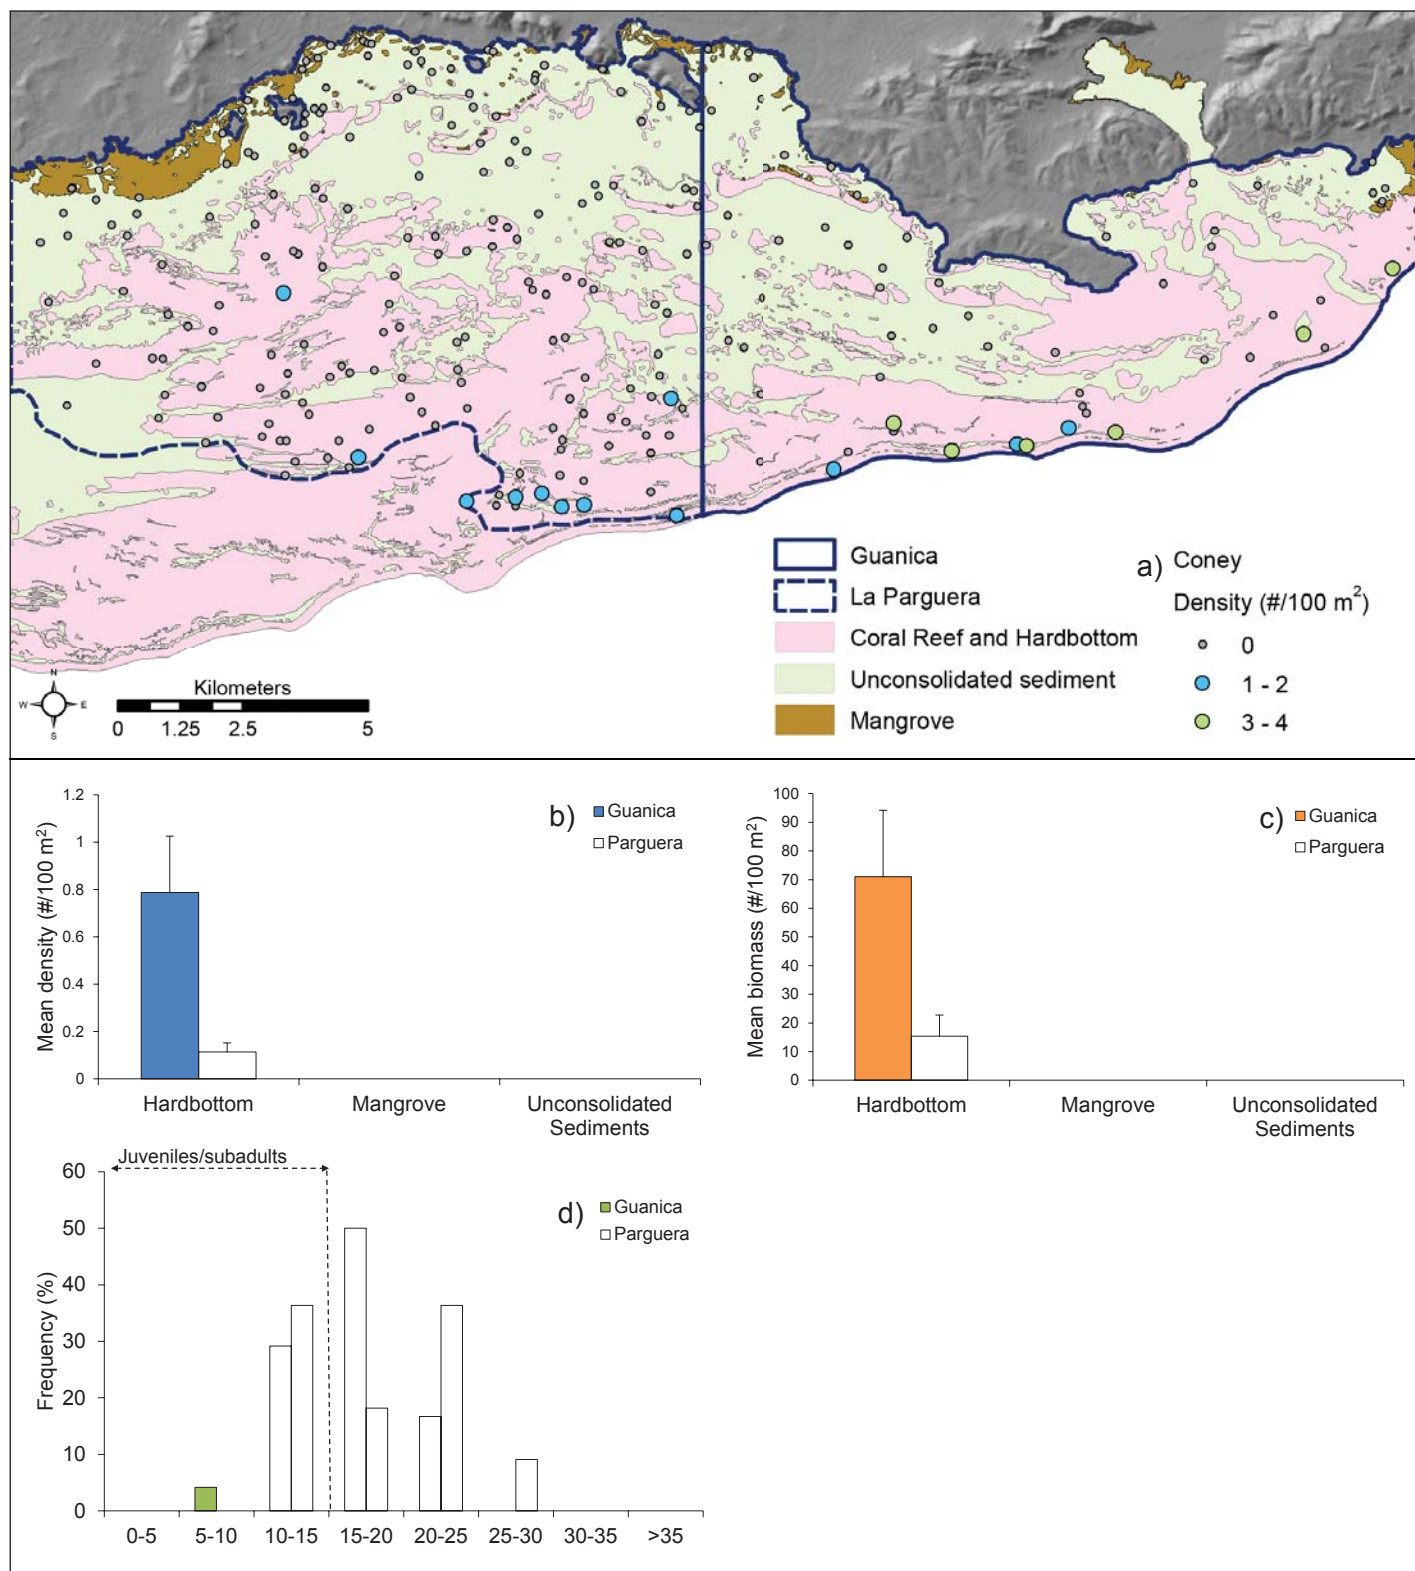 Guanica
La Parguera
Coral Reef and Hardbottom
Unconsolidated sediment
Mangrove
a) Coney
Density (#/100 m²)
0
1 - 2
3 - 4
N
W E
S
Kilometers
0 1.25 2.5 5
b)
Guanica
Parguera
Mean density (#/100 m²)
1.2
1
0.8
0.6
0.4
0.2
0
Hardbottom Mangrove Unconsolidated
Sediments
c)
Guanica
Parguera
Mean biomass (#/100 m²)
100
90
80
70
60
50
40
30
20
10
0
Hardbottom Mangrove Unconsolidated
Sediments
Juveniles/subadults
d)
Guanica
Parguera
Frequency (%)
60
50
40
30
20
10
0
0-5 5-10 10-15 15-20 20-25 25-30 30-35 >35